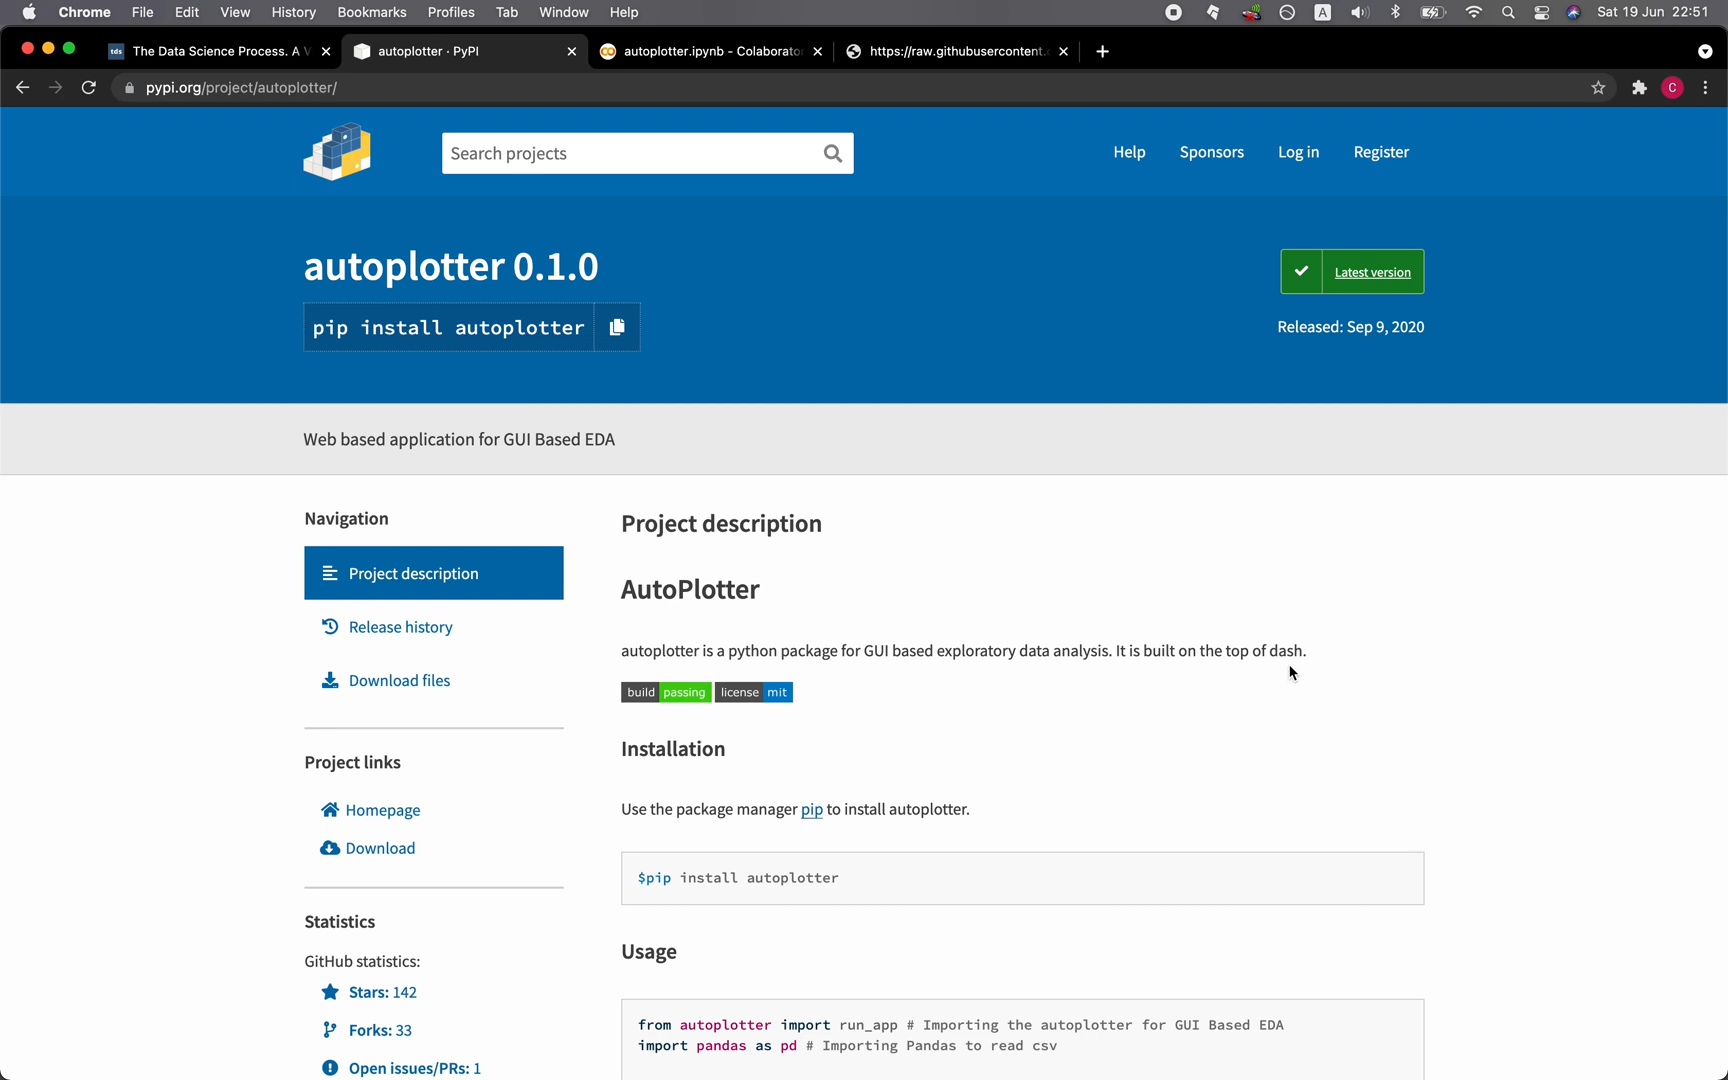 Chrome File Edit View History Bookmarks Profiles Tab Window Help A Sat 19 Jun 22:51
tds The Data Science Process. A V autoplotter · PyPI autoplotter.ipynb - Colaborato https://raw.githubusercontent.
pypi.org/project/autoplotter/ C
Search projects Help Sponsors Log in Register
autoplotter 0.1.0
Latest version
pip install autoplotter
Released: Sep 9, 2020
Web based application for GUI Based EDA
Navigation
Project description
Release history
Download files
Project links
Homepage
Download
Statistics
GitHub statistics:
Stars: 142
Forks: 33
Open issues/PRs: 1
Project description
AutoPlotter
autoplotter is a python package for GUI based exploratory data analysis. It is built on the top of dash.
build passing license mit
Installation
Use the package manager pip to install autoplotter.
$pip install autoplotter
Usage
from autoplotter import run_app # Importing the autoplotter for GUI Based EDA
import pandas as pd # Importing Pandas to read csv